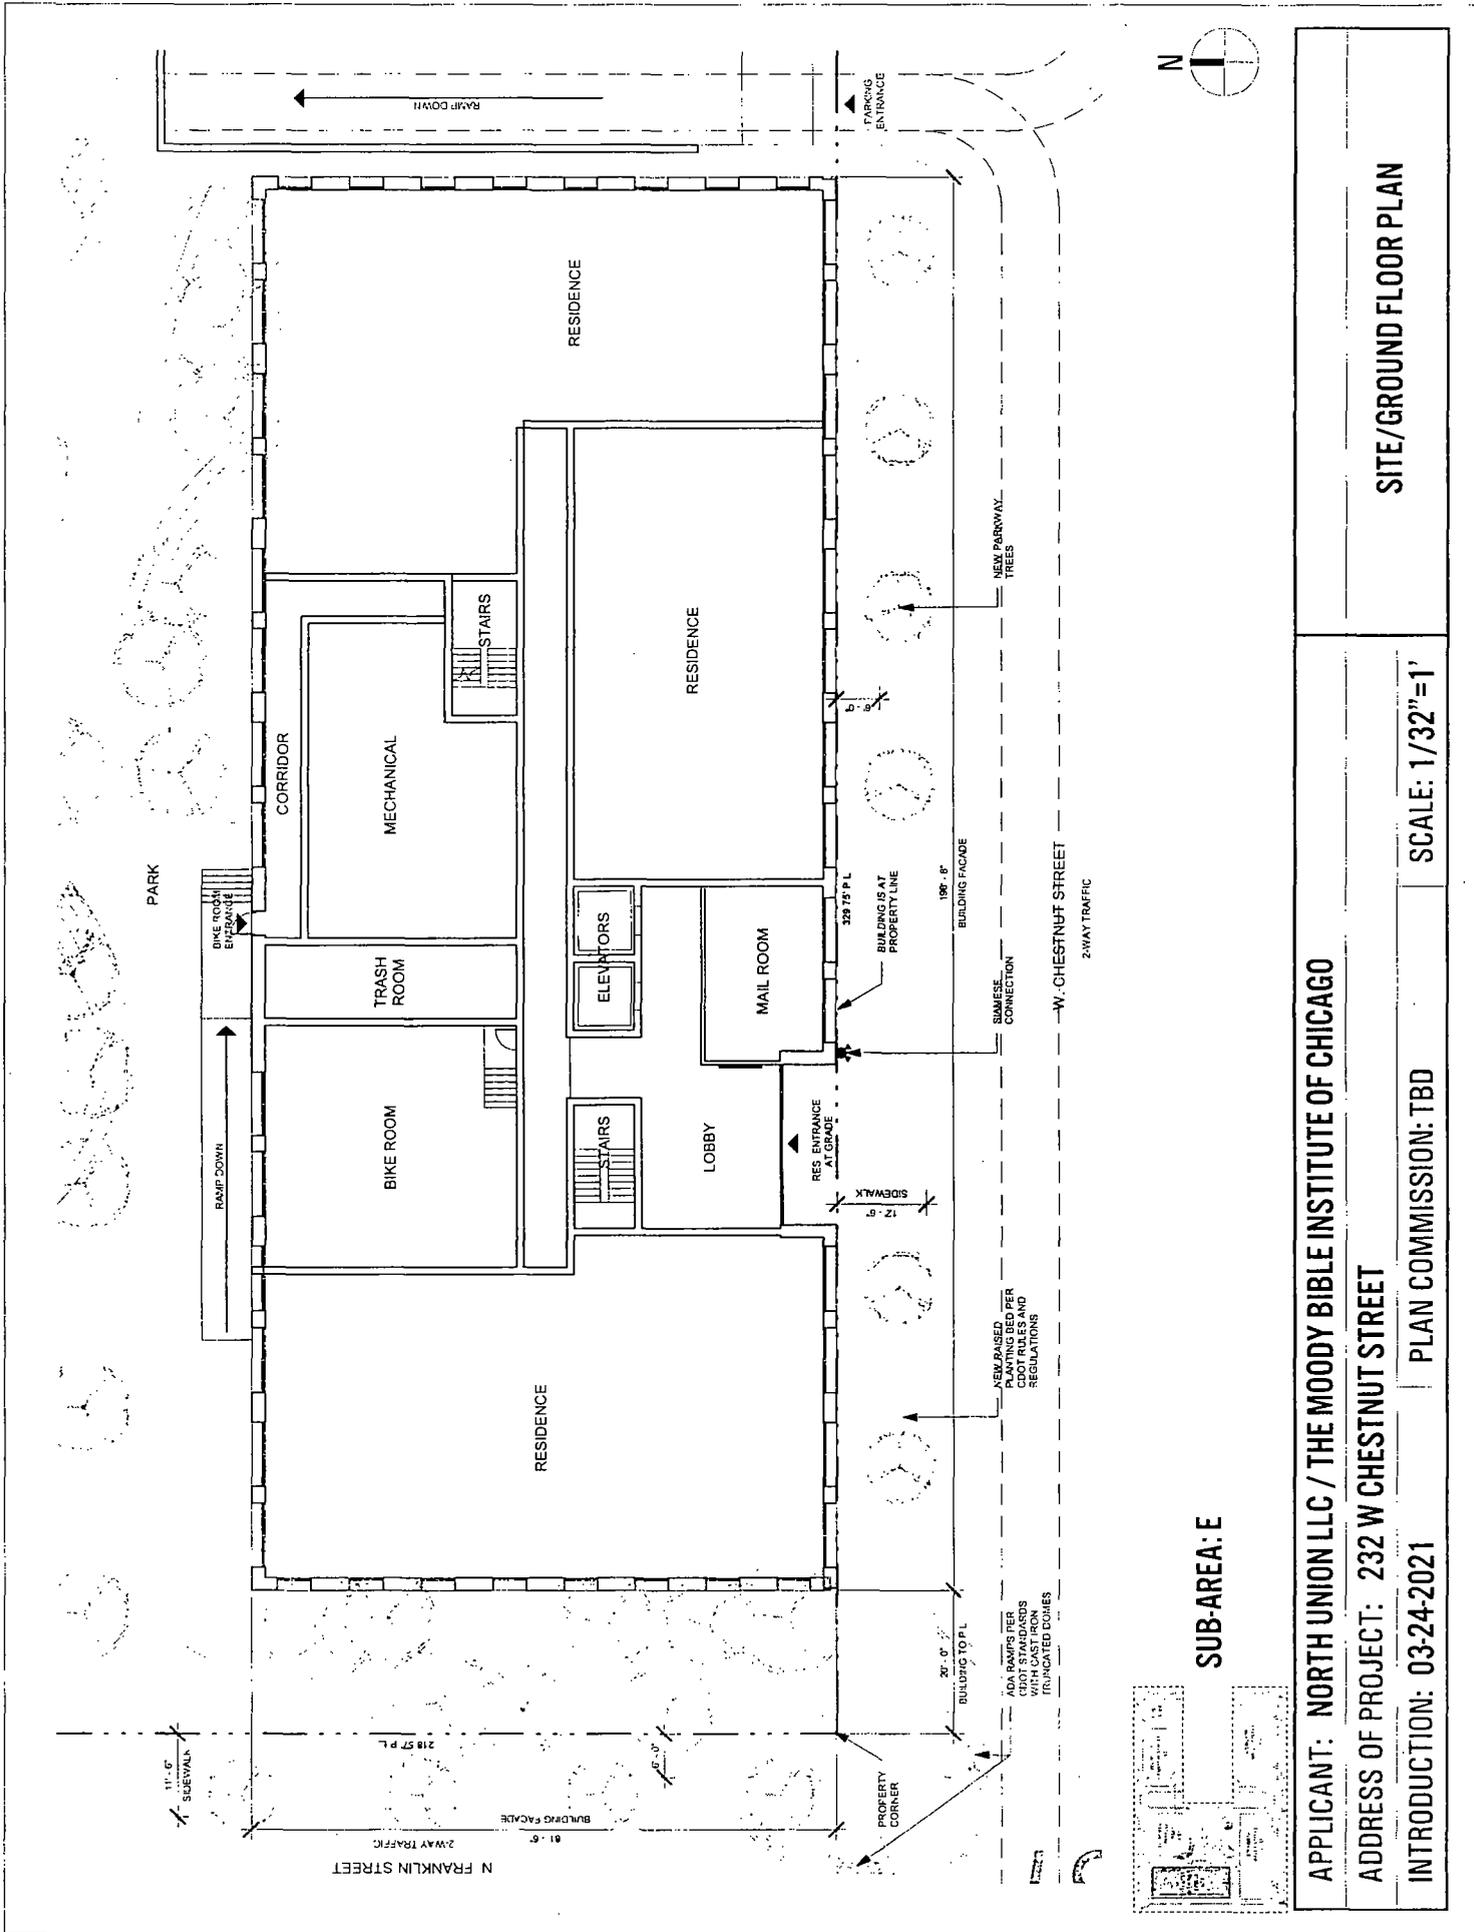 N FRANKLIN STREET
2-WAY TRAFFIC
81'-6"
BUILDING FACADE
11'-6"
SIDEWALK
218 57' P L
6'-0"
PROPERTY
CORNER
PARK
RAMP DOWN
BIKE ROOM
ENTRANCE
RAMP DOWN
PARKING
ENTRANCE
RESIDENCE
BIKE ROOM
TRASH
ROOM
MECHANICAL
CORRIDOR
STAIRS
RESIDENCE
STAIRS
ELEVATORS
LOBBY
MAIL ROOM
RESIDENCE
RES ENTRANCE
AT GRADE
12'-6"
SIDEWALK
329 75' P L
BUILDING IS AT
PROPERTY LINE
6'-0"
20'-0"
BUILDING TO P L
190'-8"
BUILDING FACADE
ADA RAMPS PER
CDOT STANDARDS
WITH CAST IRON
TRUNCATED DOMES
NEW RAISED
PLANTING BED PER
CDOT RULES AND
REGULATIONS
SIAMESE
CONNECTION
NEW PARKWAY
TREES
W. CHESTNUT STREET
2-WAY TRAFFIC
N
SUB-AREA: E
APPLICANT: NORTH UNION LLC / THE MOODY BIBLE INSTITUTE OF CHICAGO
ADDRESS OF PROJECT: 232 W CHESTNUT STREET
INTRODUCTION: 03-24-2021
PLAN COMMISSION: TBD
SCALE: 1/32"=1'
SITE/GROUND FLOOR PLAN